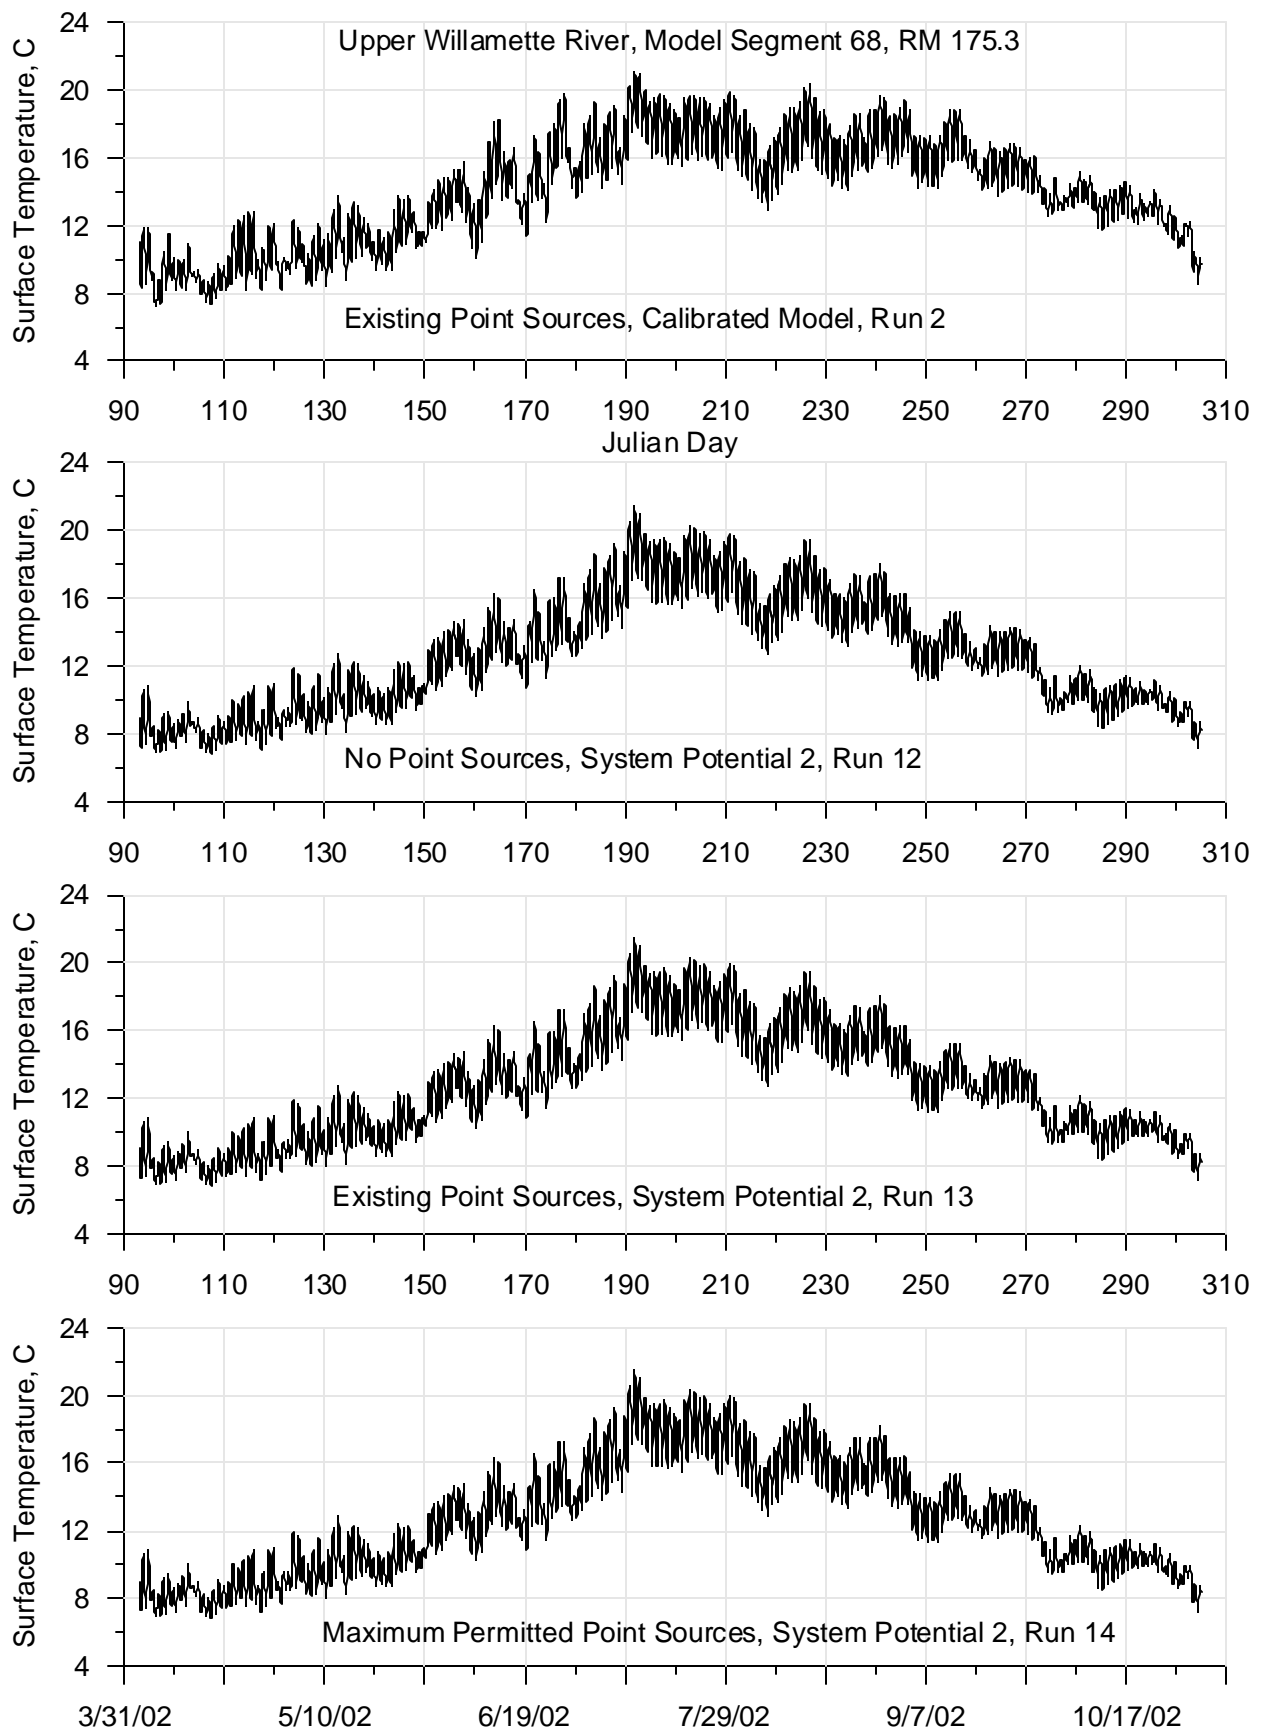 24
Upper Willamette River, Model Segment 68, RM 175.3
20
16
12
8
4
Surface Temperature, C
Existing Point Sources, Calibrated Model, Run 2
90 110 130 150 170 190 210 230 250 270 290 310
Julian Day
24
20
16
12
8
4
Surface Temperature, C
No Point Sources, System Potential 2, Run 12
90 110 130 150 170 190 210 230 250 270 290 310
24
20
16
12
8
4
Surface Temperature, C
Existing Point Sources, System Potential 2, Run 13
90 110 130 150 170 190 210 230 250 270 290 310
24
20
16
12
8
4
Surface Temperature, C
Maximum Permitted Point Sources, System Potential 2, Run 14
3/31/02 5/10/02 6/19/02 7/29/02 9/7/02 10/17/02